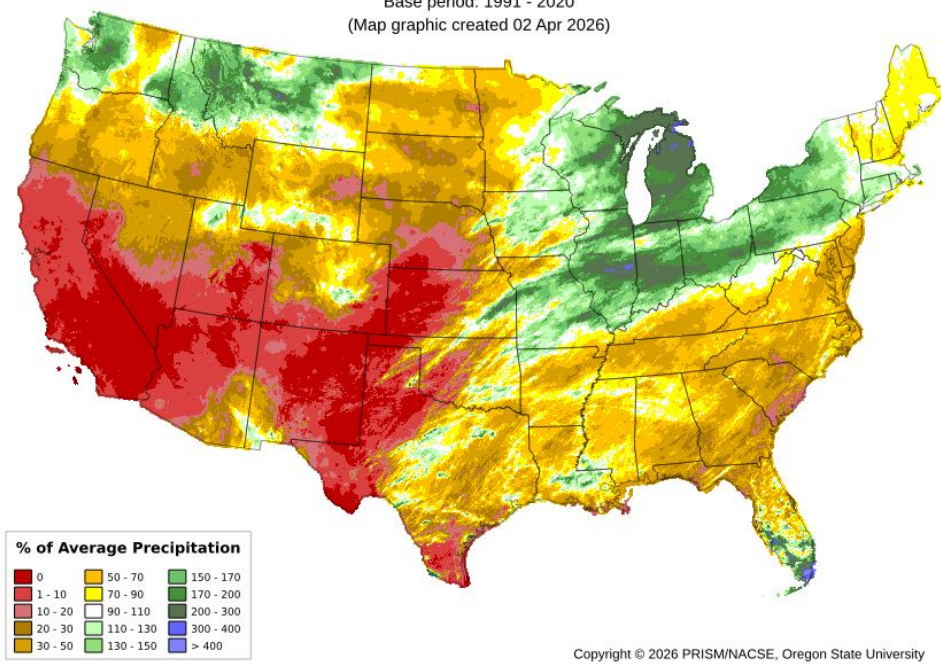 Base period: 1991 - 2020
(Map graphic created 02 Apr 2026)
% of Average Precipitation
0 50 - 70 150 - 170
1 - 10 70 - 90 170 - 200
10 - 20 90 - 110 200 - 300
20 - 30 110 - 130 300 - 400
30 - 50 130 - 150 > 400
Copyright © 2026 PRISM/NACSE, Oregon State University